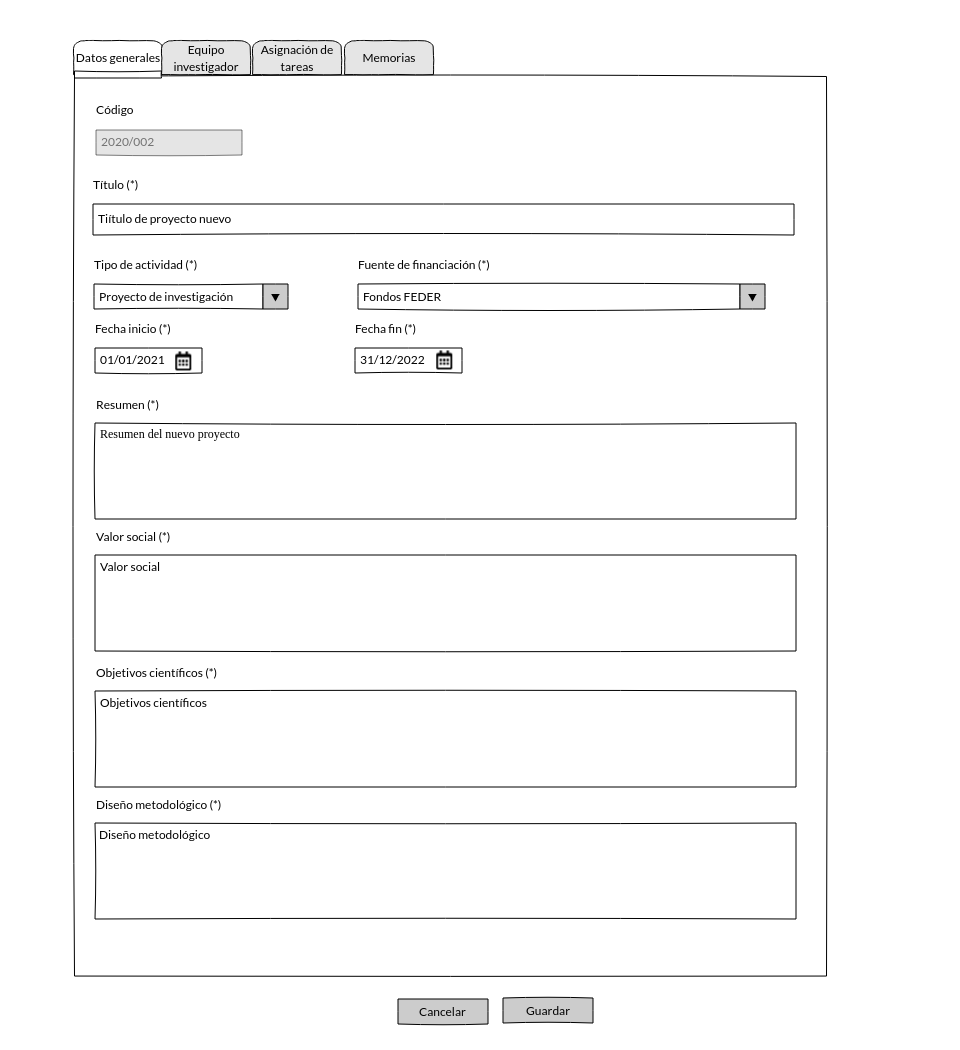 Datos generales
Equipo
investigador
Asignación de
tareas
Memorias
Código
2020/002
Título (*)
Tiítulo de proyecto nuevo
Tipo de actividad (*)
Fuente de financiación (*)
Proyecto de investigación
Fondos FEDER
Fecha inicio (*)
Fecha fin (*)
01/01/2021
31/12/2022
Resumen (*)
Resumen del nuevo proyecto
Valor social (*)
Valor social
Objetivos científicos (*)
Objetivos científicos
Diseño metodológico (*)
Diseño metodológico
Cancelar
Guardar